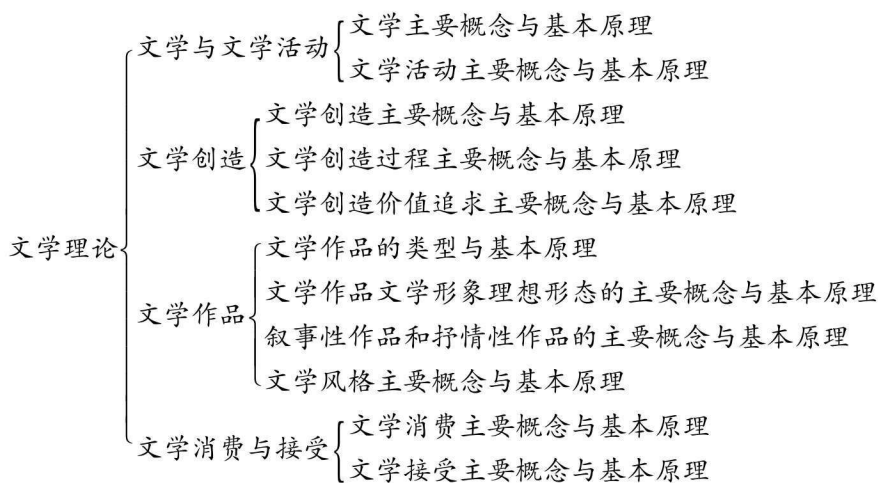 文学理论
文学与文学活动
文学主要概念与基本原理
文学活动主要概念与基本原理
文学创造
文学创造主要概念与基本原理
文学创造过程主要概念与基本原理
文学创造价值追求主要概念与基本原理
文学作品
文学作品的类型与基本原理
文学作品文学形象理想形态的主要概念与基本原理
叙事性作品和抒情性作品的主要概念与基本原理
文学风格主要概念与基本原理
文学消费与接受
文学消费主要概念与基本原理
文学接受主要概念与基本原理